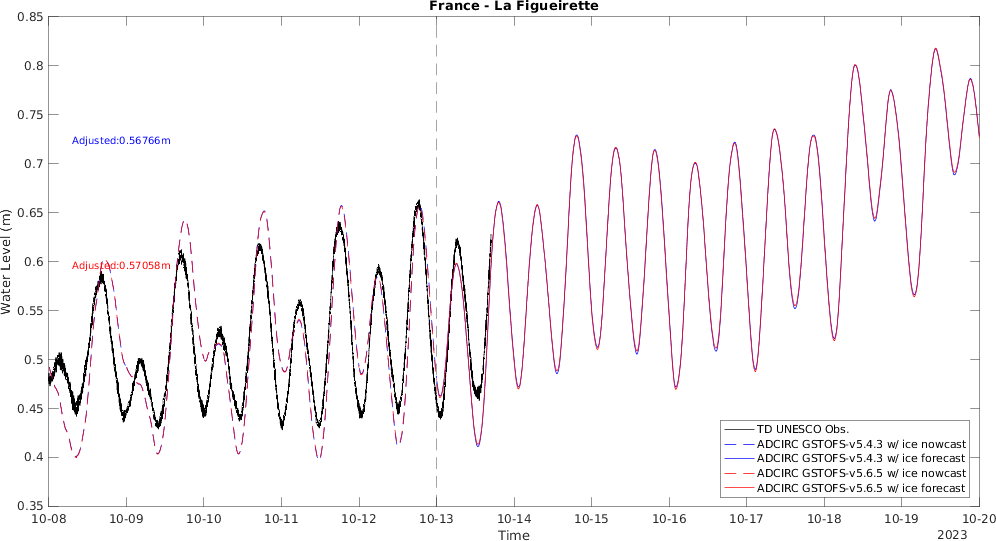 France - La Figueirette
0.85
0.8
0.75
0.7
0.65
0.6
0.55
0.5
0.45
0.4
0.35
Water Level (m)
Adjusted:0.56766m
Adjusted:0.57058m
TD UNESCO Obs.
ADCIRC GSTOFS-v5.4.3 w/ ice nowcast
ADCIRC GSTOFS-v5.4.3 w/ ice forecast
ADCIRC GSTOFS-v5.6.5 w/ ice nowcast
ADCIRC GSTOFS-v5.6.5 w/ ice forecast
10-08 10-09 10-10 10-11 10-12 10-13 10-14 10-15 10-16 10-17 10-18 10-19 10-20
Time
2023